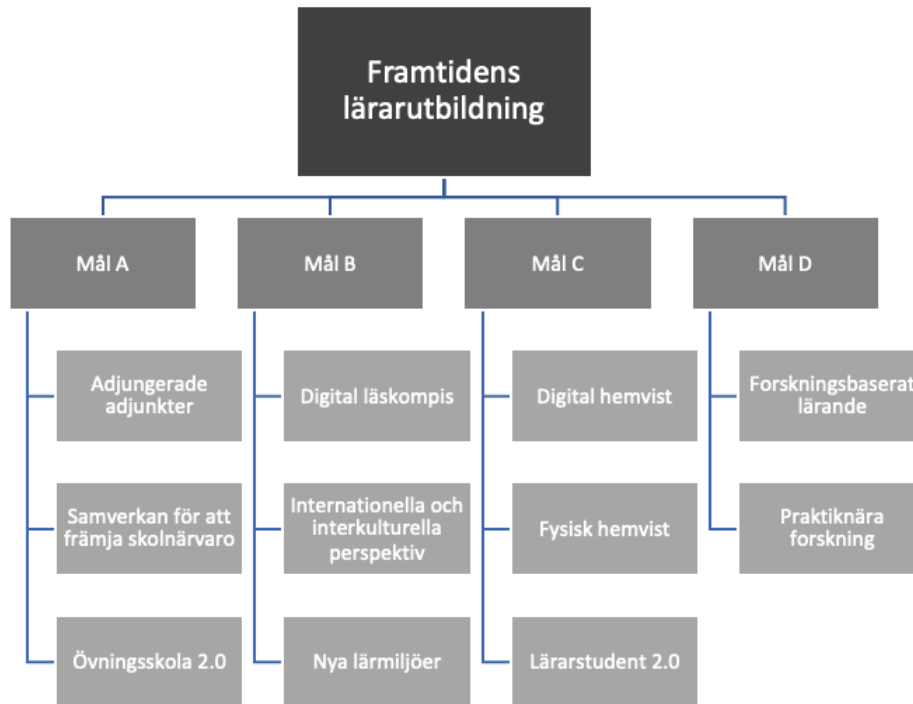 Framtidens
lärarutbildning
Mål A
Mål B
Mål C
Mål D
Adjungerade
adjunkter
Digital läskompis
Digital hemvist
Forskningsbaserat
lärande
Samverkan för att
främja skolnärvaro
Internationella och
interkulturella
perspektiv
Fysisk hemvist
Praktiknära
forskning
Övningsskola 2.0
Nya lärmiljöer
Lärarstudent 2.0